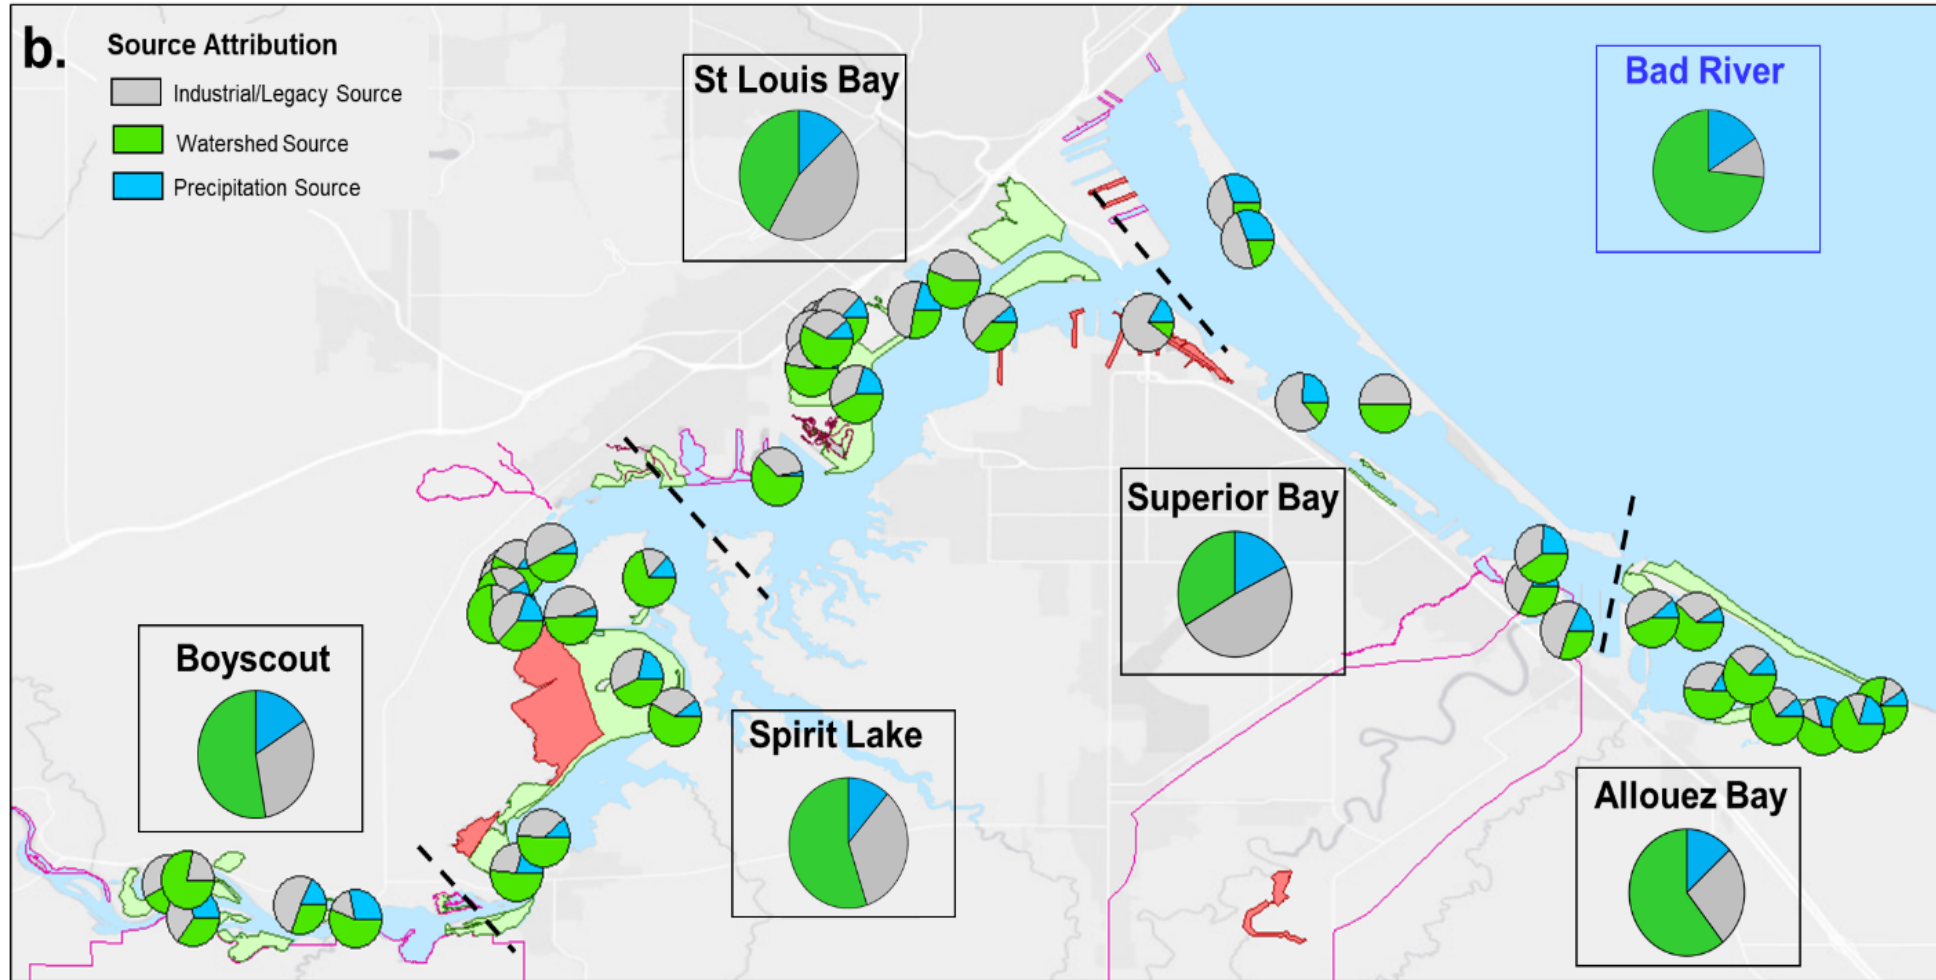 b.
Source Attribution
Industrial/Legacy Source
Watershed Source
Precipitation Source
St Louis Bay
Bad River
Superior Bay
Boyscout
Spirit Lake
Allouez Bay